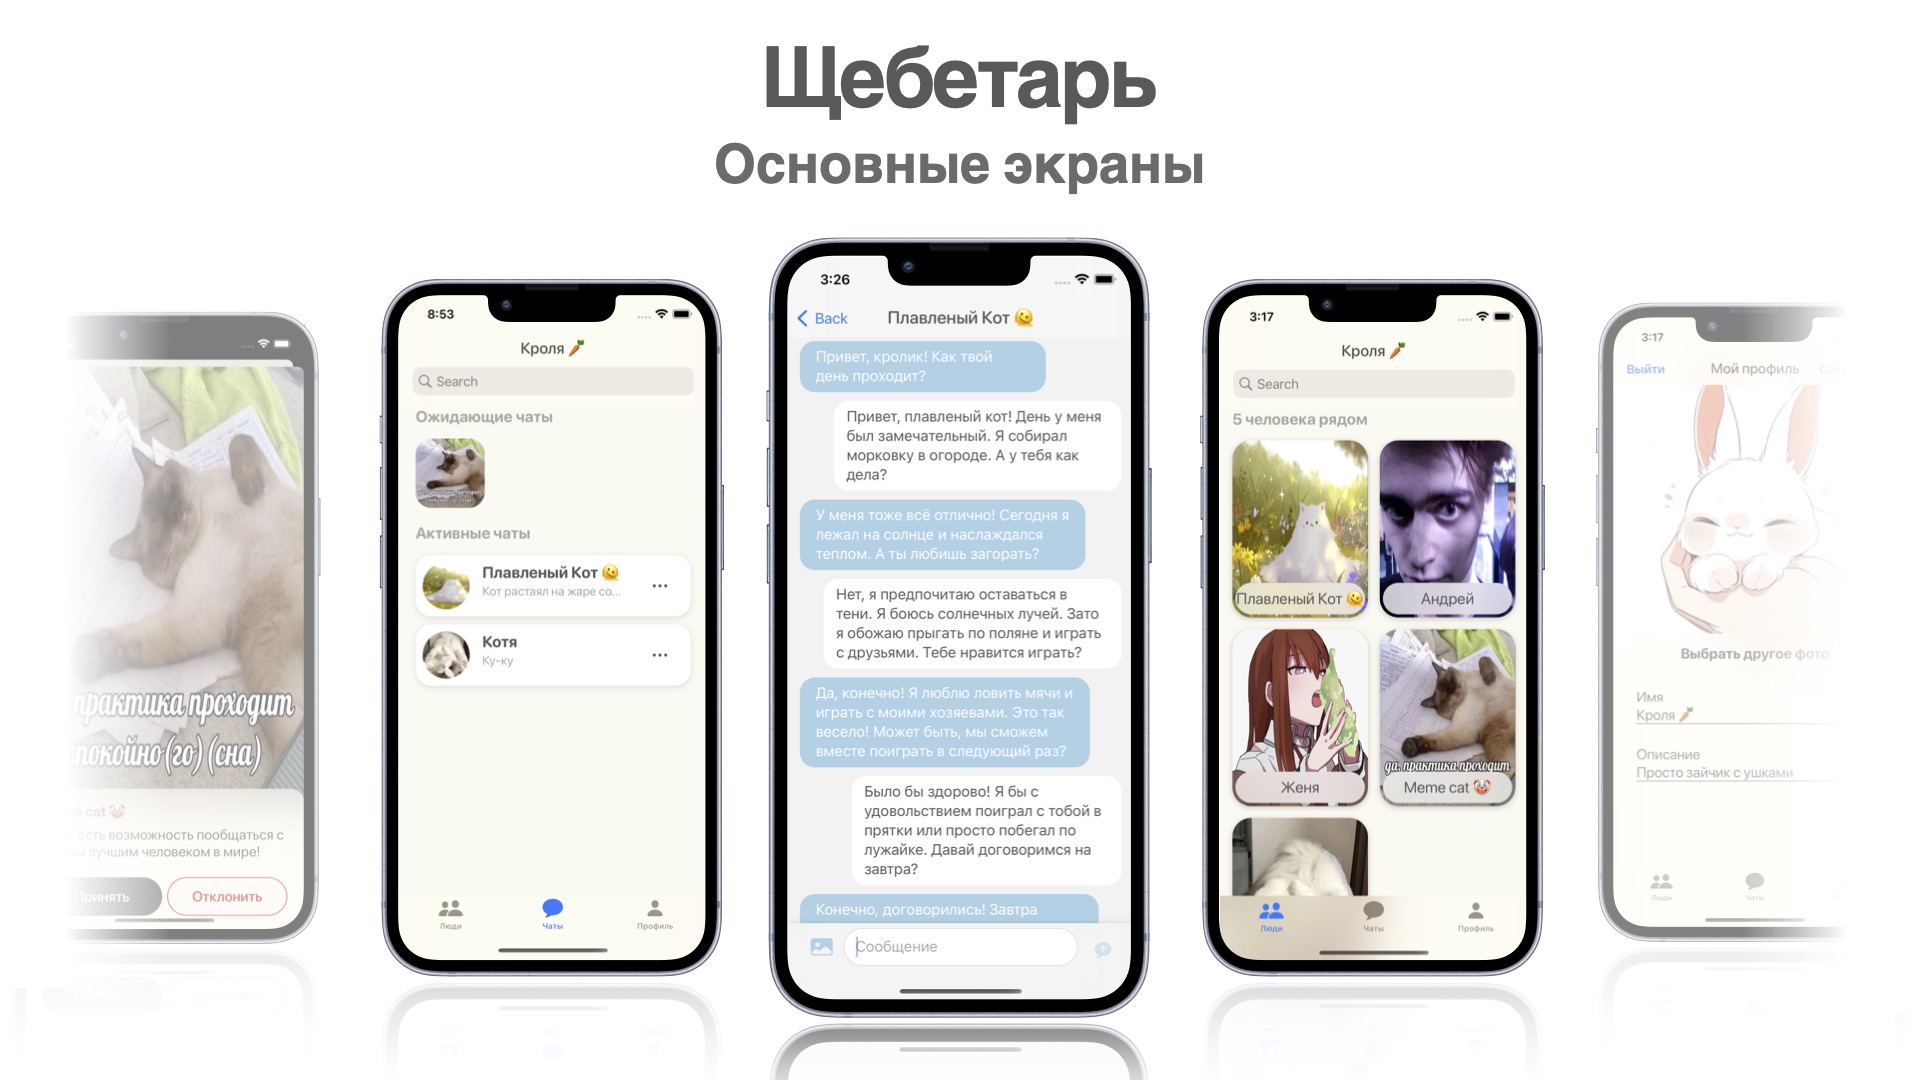 Щебетарь
Основные экраны
практика проходит
спокойно(го) (сна)
cat 🤡
есть возможность пообщаться с
лучшим человеком в мире!
Принять
Отклонить
8:53
Кроля 🥕
Search
Ожидающие чаты
Активные чаты
Плавленый Кот 🫠
Кот растаял на жаре со...
Котя
Ку-ку
Люди
Чаты
Профиль
3:26
Back
Плавленый Кот 🫠
Привет, кролик! Как твой
день проходит?
Привет, плавленый кот! День у меня
был замечательный. Я собирал
морковку в огороде. А у тебя как
дела?
У меня тоже всё отлично! Сегодня я
лежал на солнце и наслаждался
теплом. А ты любишь загорать?
Нет, я предпочитаю оставаться в
тени. Я боюсь солнечных лучей. Зато
я обожаю прыгать по поляне и играть
с друзьями. Тебе нравится играть?
Да, конечно! Я люблю ловить мячи и
играть с моими хозяевами. Это так
весело! Может быть, мы сможем
вместе поиграть в следующий раз?
Было бы здорово! Я бы с
удовольствием поиграл с тобой в
прятки или просто побегал по
лужайке. Давай договоримся на
завтра?
Конечно, договорились! Завтра
Сообщение
3:17
Кроля 🥕
Search
5 человека рядом
Плавленый Кот 🫠
Андрей
да, практика проходит
Женя
Meme cat 🤡
Люди
Чаты
Профиль
3:17
Выйти
Мой профиль
Выбрать другое фото
Имя
Кроля 🥕
Описание
Просто зайчик с ушками
Люди
Чаты